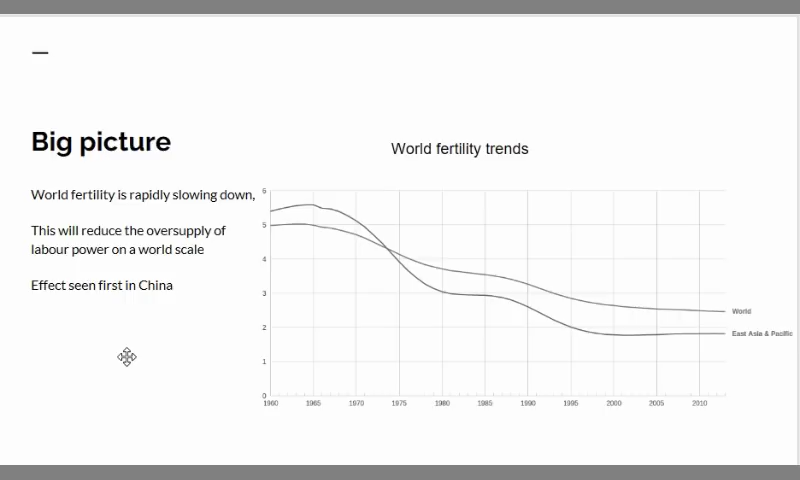 Big picture
World fertility is rapidly slowing down,
This will reduce the oversupply of
labour power on a world scale
Effect seen first in China
World fertility trends
6
5
4
3
2
1
0
1960 1965 1970 1975 1980 1985 1990 1995 2000 2005 2010
World
East Asia & Pacific